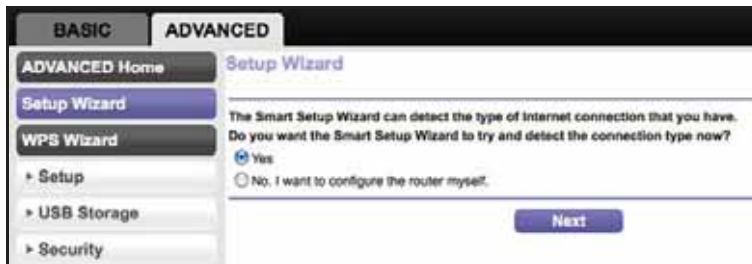 BASIC
ADVANCED
ADVANCED Home
Setup Wizard
WPS Wizard
▶ Setup
▶ USB Storage
▶ Security
Setup Wizard
The Smart Setup Wizard can detect the type of Internet connection that you have.
Do you want the Smart Setup Wizard to try and detect the connection type now?
Yes
No. I want to configure the router myself.
Next